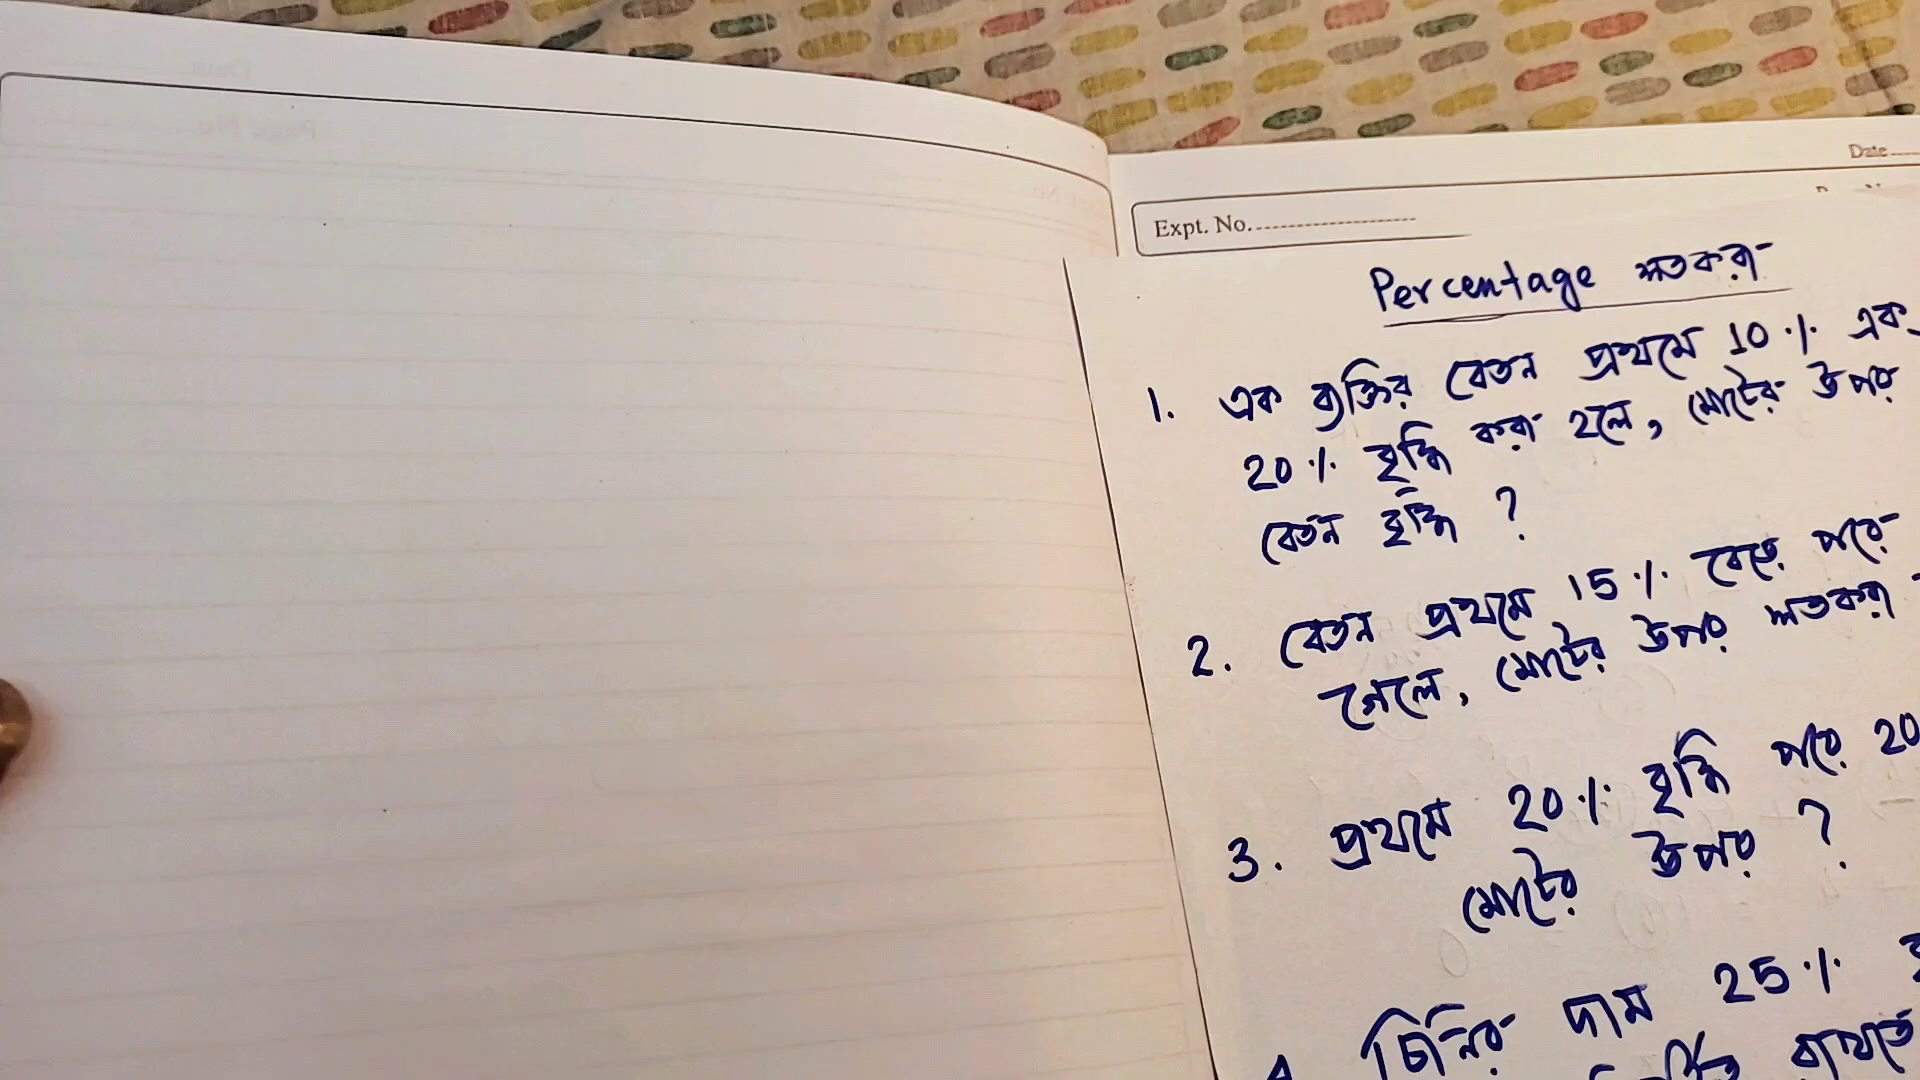 Date
Expt. No.
Percentage শতকরা
1. এক ব্যক্তির বেতন প্রথমে 10% এক
20% বৃদ্ধি করা হলে, মোটের উপর
বেতন বৃদ্ধি ?
2. বেতন প্রথমে 15% বেড়ে পরে
গেলে, মোটের উপর শতকরা
3. প্রথমে 20% বৃদ্ধি পরে 20
মোটের উপর ?
চিনির দাম 25%